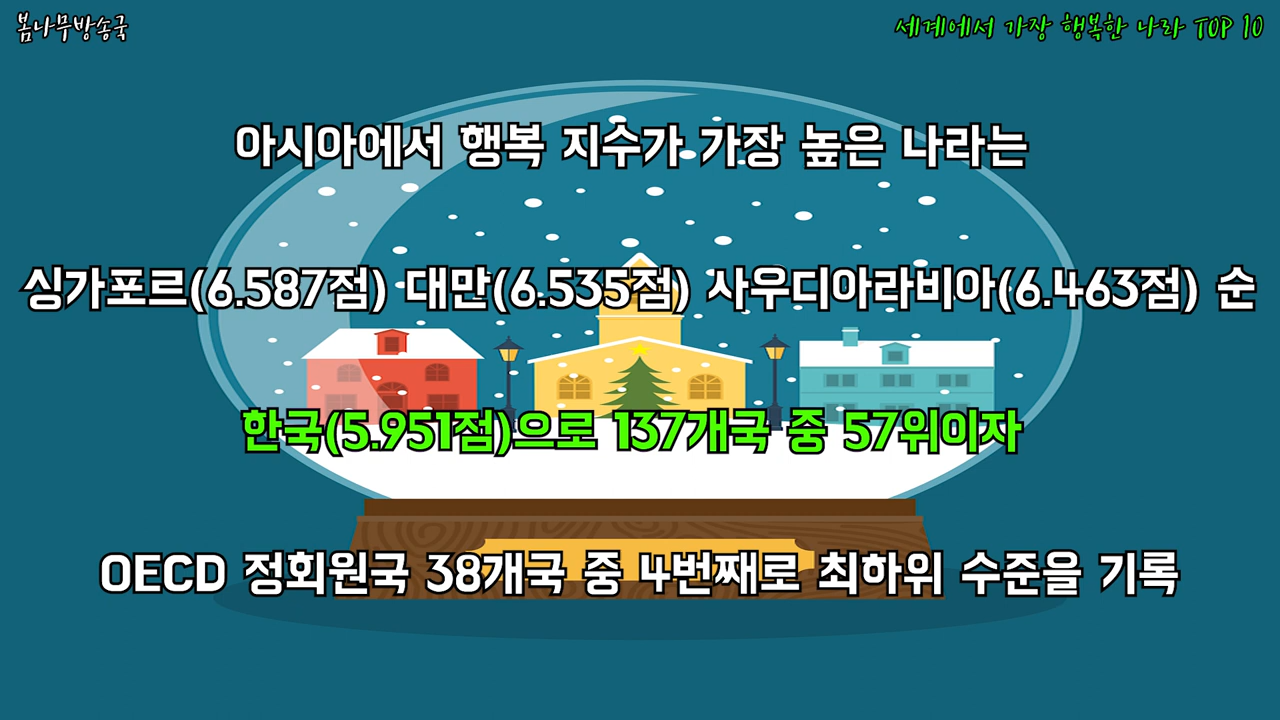 봄나무방송국
세계에서 가장 행복한 나라 TOP 10
아시아에서 행복 지수가 가장 높은 나라는
싱가포르(6.587점) 대만(6.535점) 사우디아라비아(6.463점) 순
한국(5.951점)으로 137개국 중 57위이자
OECD 정회원국 38개국 중 4번째로 최하위 수준을 기록